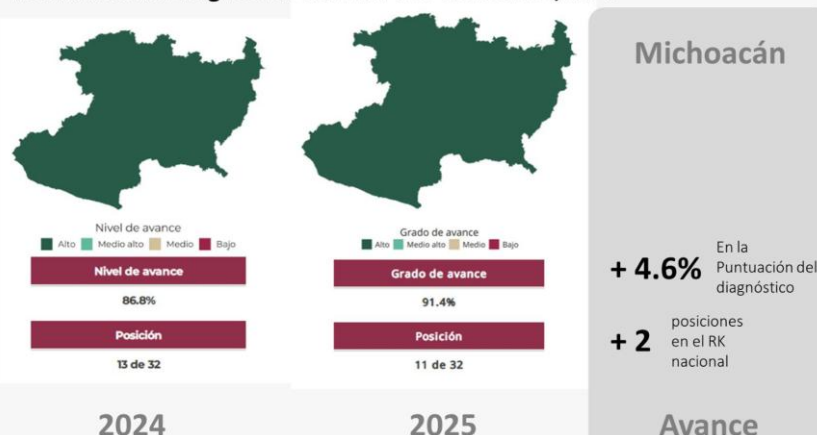 Michoacán
Nivel de avance
Alto Medio alto Medio Bajo
Nivel de avance
86.8%
Posición
13 de 32
2024
Grado de avance
Alto Medio alto Medio Bajo
Grado de avance
91.4%
Posición
11 de 32
2025
+ 4.6%
En la
Puntuación del
diagnóstico
+ 2
posiciones
en el RK
nacional
Avance